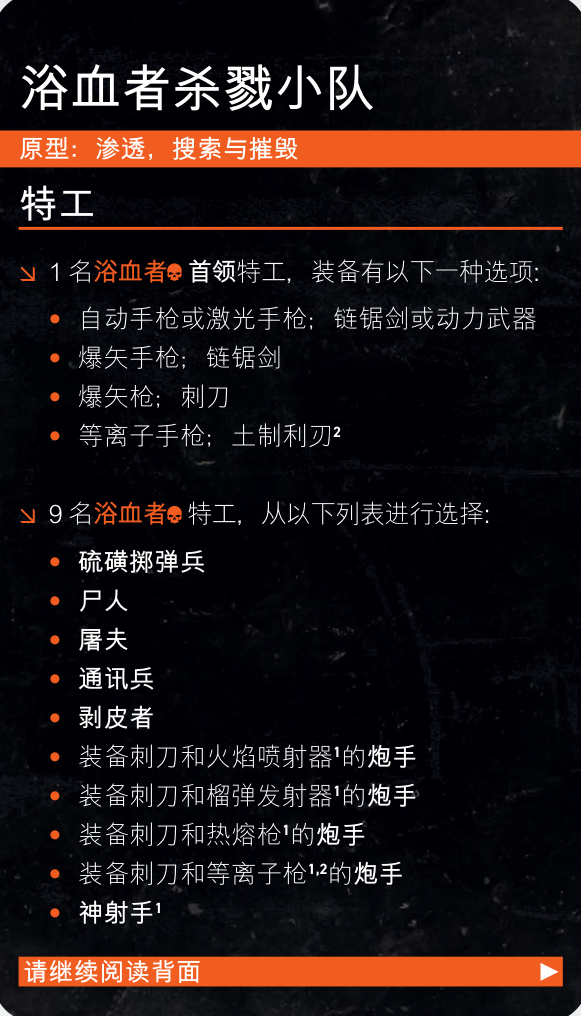 浴血者杀戮小队
原型：渗透，搜索与摧毁
特工
↘ 1 名浴血者💀首领特工，装备有以下一种选项：
• 自动手枪或激光手枪；链锯剑或动力武器
• 爆矢手枪；链锯剑
• 爆矢枪；刺刀
• 等离子手枪；土制利刃²
↘ 9 名浴血者💀特工，从以下列表进行选择：
• 硫磺掷弹兵
• 尸人
• 屠夫
• 通讯兵
• 剥皮者
• 装备刺刀和火焰喷射器¹的炮手
• 装备刺刀和榴弹发射器¹的炮手
• 装备刺刀和热熔枪¹的炮手
• 装备刺刀和等离子枪¹·²的炮手
• 神射手¹
请继续阅读背面 ▶